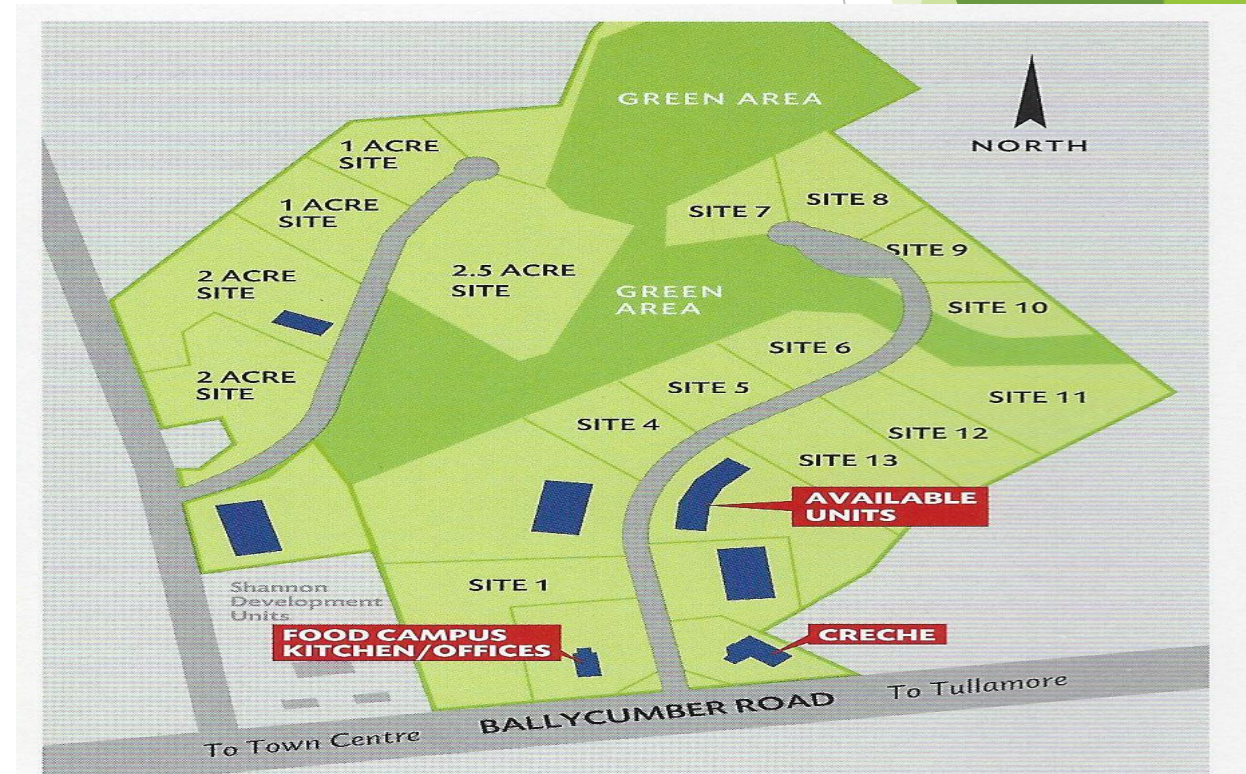 GREEN AREA
NORTH
1 ACRE
SITE
1 ACRE
SITE
SITE 7
SITE 8
SITE 9
2 ACRE
SITE
2.5 ACRE
SITE
GREEN
AREA
SITE 10
SITE 6
2 ACRE
SITE
SITE 5
SITE 11
SITE 4
SITE 12
SITE 13
AVAILABLE
UNITS
SITE 1
Shannon
Development
Units
FOOD CAMPUS
KITCHEN/OFFICES
CRECHE
To Town Centre
BALLYCUMBER ROAD
To Tullamore